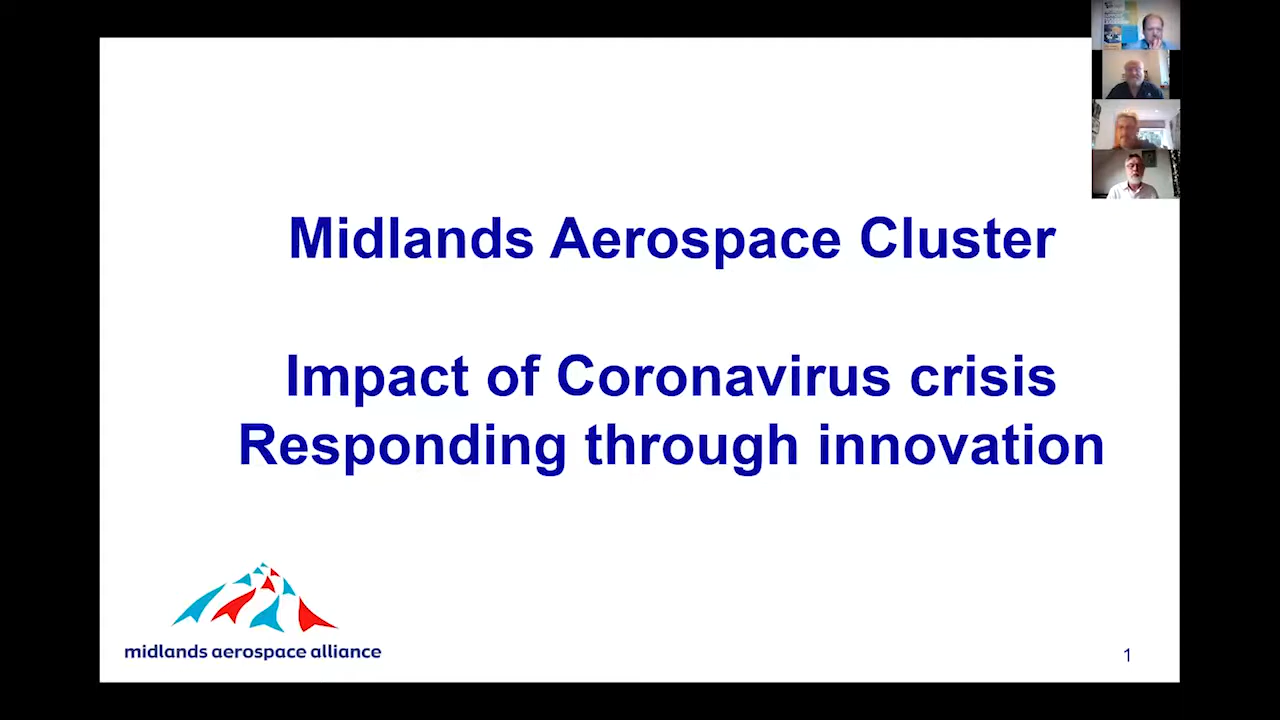 Midlands Aerospace Cluster
Impact of Coronavirus crisis
Responding through innovation
midlands aerospace alliance
1